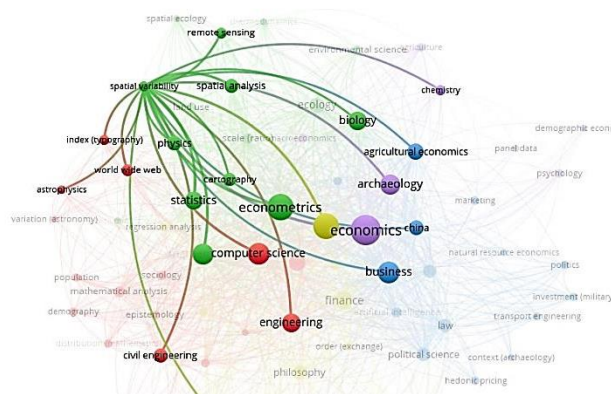 spatial ecology
remote sensing
environmental science
spatial variability
spatial analysis
chemistry
land use
ecology
biology
demographic econ
index (typography)
physics
scale (ratio)
agricultural economics
panel data
world wide web
cartography
archaeology
psychology
astrophysics
statistics
econometrics
marketing
variation (astronomy)
regression analysis
economics
china
computer science
natural resource economics
sociology
business
politics
population
mathematical analysis
finance
investment (military
demography
epistemology
engineering
artificial intelligence
law
transport engineering
order (exchange)
civil engineering
political science
context (archaeology)
philosophy
hedonic pricing